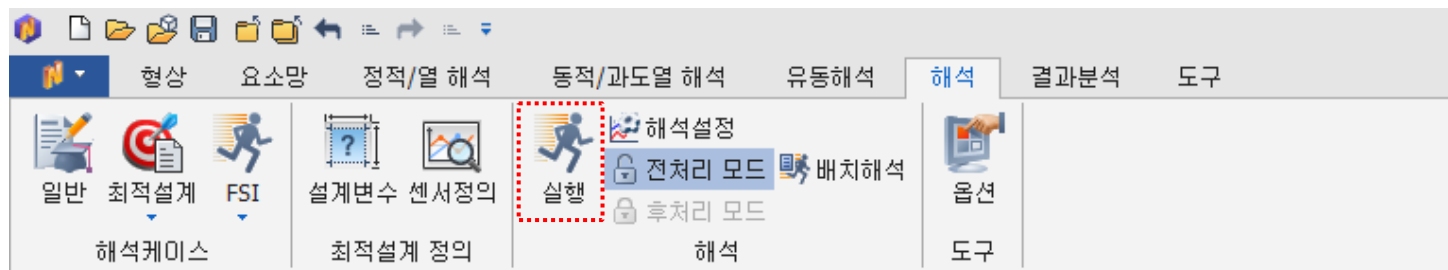 형상 요소망 정적/열 해석 동적/과도열 해석 유동해석 해석 결과분석 도구
일반 최적설계 FSI
해석케이스
설계변수 센서정의
최적설계 정의
실행
해석설정
전처리 모드
후처리 모드
배치해석
해석
옵션
도구